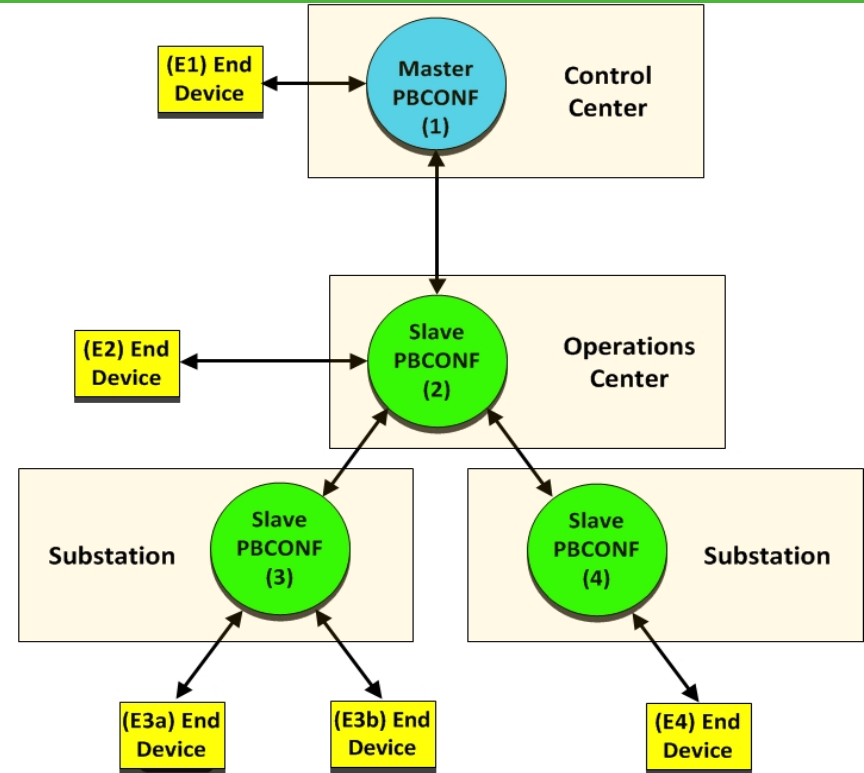 (E1) End
Device
Master
PBCONF
(1)
Control
Center
(E2) End
Device
Slave
PBCONF
(2)
Operations
Center
Substation
Slave
PBCONF
(3)
Slave
PBCONF
(4)
Substation
(E3a) End
Device
(E3b) End
Device
(E4) End
Device